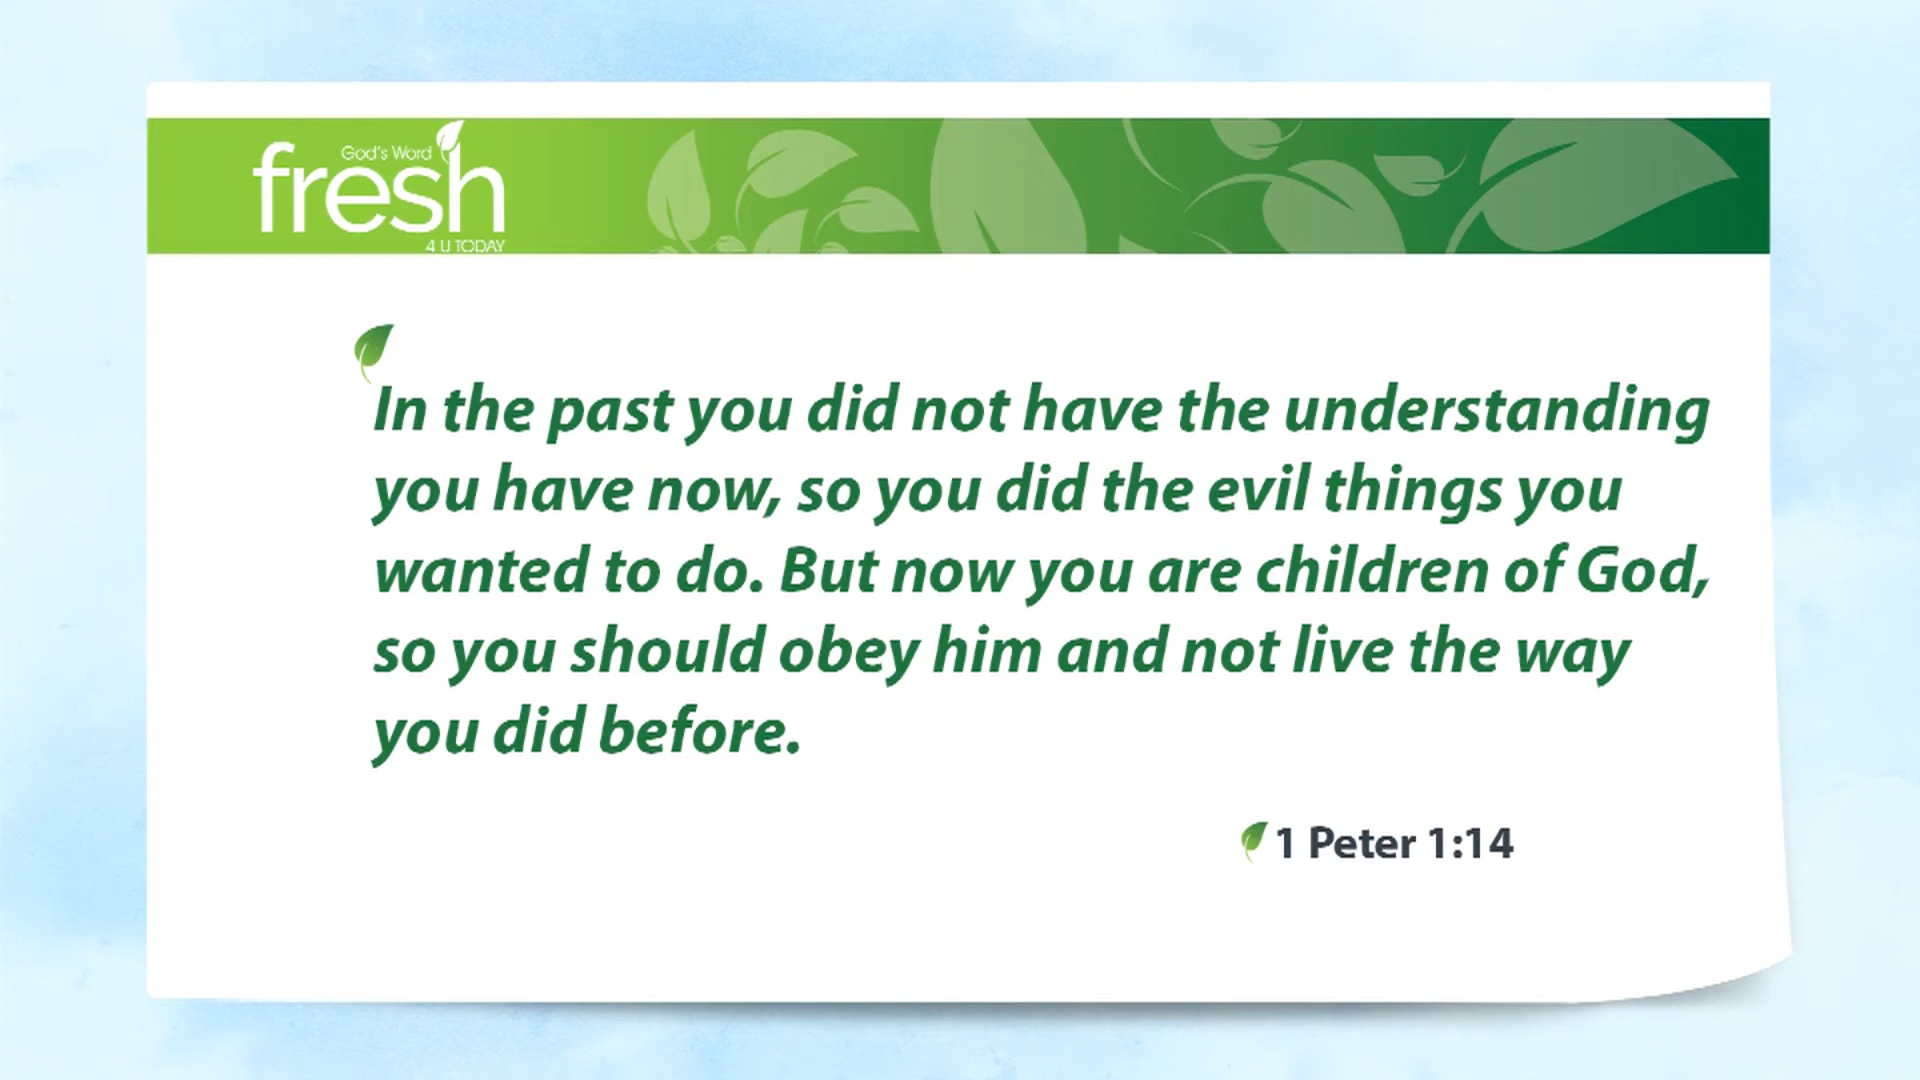 God's Word
fresh
4 U TODAY
In the past you did not have the understanding
you have now, so you did the evil things you
wanted to do. But now you are children of God,
so you should obey him and not live the way
you did before.
1 Peter 1:14